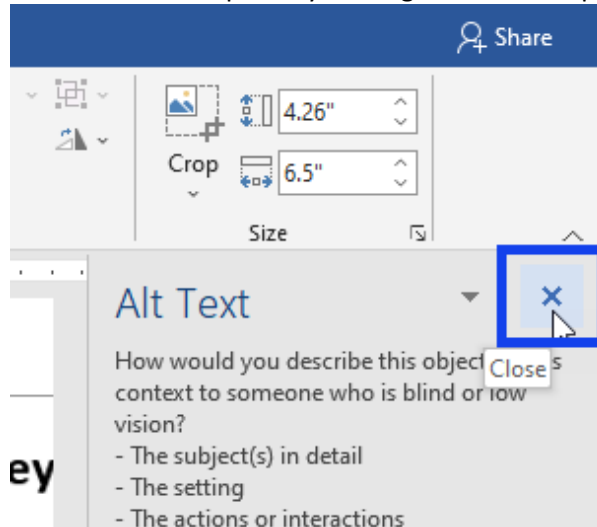 Share
4.26"
Crop
6.5"
Size
Alt Text
How would you describe this object
Close
context to someone who is blind or low
vision?
- The subject(s) in detail
- The setting
- The actions or interactions
ey